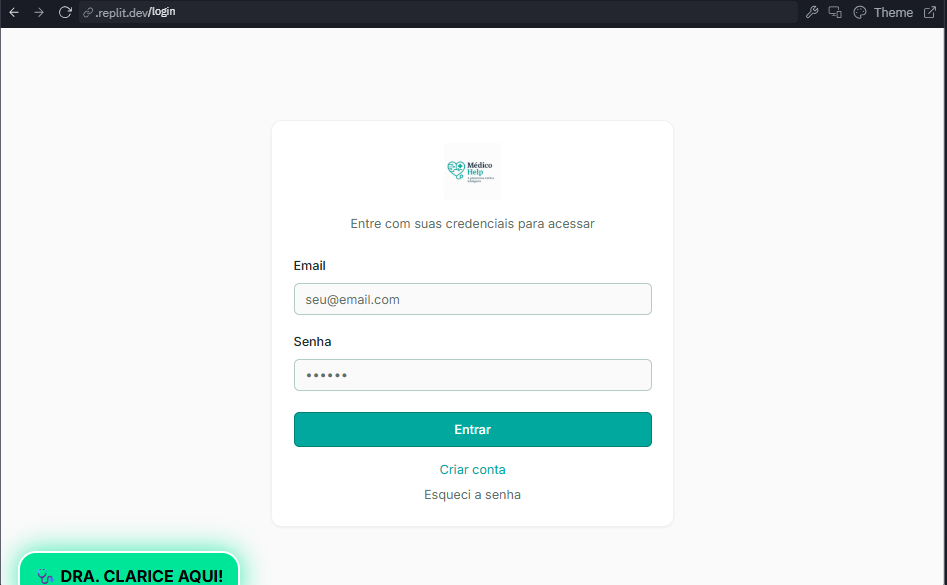 .replit.dev/login
Theme
Médico
Help
Entre com suas credenciais para acessar
Email
seu@email.com
Senha
••••••
Entrar
Criar conta
Esqueci a senha
DRA. CLARICE AQUI!